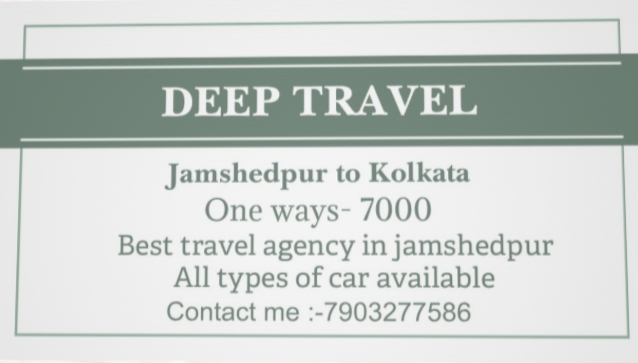 DEEP TRAVEL
Jamshedpur to Kolkata
One ways- 7000
Best travel agency in jamshedpur
All types of car available
Contact me :-7903277586